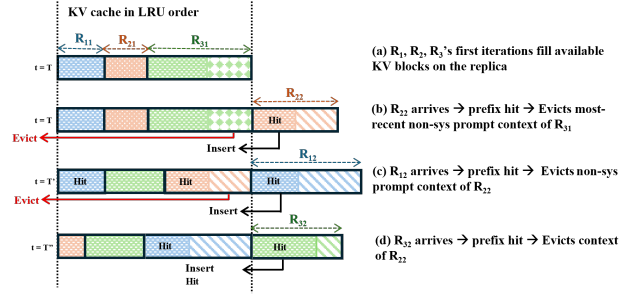 KV cache in LRU order
R11 R21 R31
t = T
(a) R1, R2, R3's first iterations fill available
KV blocks on the replica
R22
t = T
Hit
Evict
Insert
(b) R22 arrives → prefix hit → Evicts most-
recent non-sys prompt context of R31
R12
t = T'
Hit Hit Hit
Evict
Insert
(c) R12 arrives → prefix hit → Evicts non-sys
prompt context of R22
R32
t = T''
Hit Hit
Insert
Hit
(d) R32 arrives → prefix hit → Evicts context
of R22